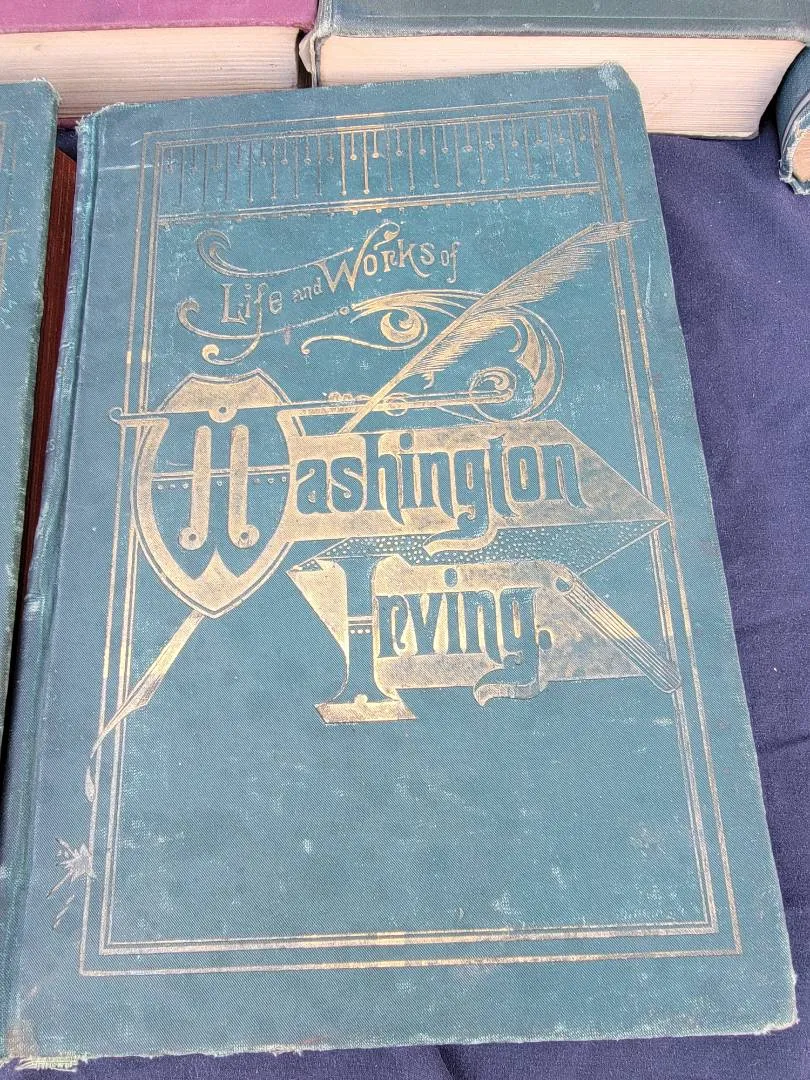 Life and Works of
Washington
Irving.